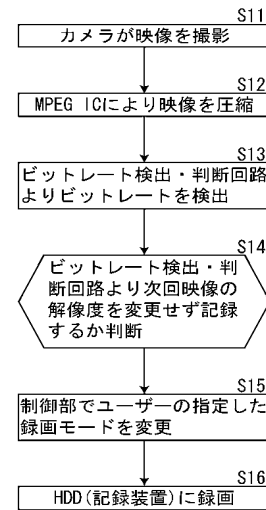 S11
カメラが映像を撮影
S12
MPEG ICにより映像を圧縮
S13
ビットレート検出・判断回路
よりビットレートを検出
S14
ビットレート検出・判
断回路より次回映像の
解像度を変更せず記録
するか判断
S15
制御部でユーザーの指定した
録画モードを変更
S16
HDD(記録装置)に録画